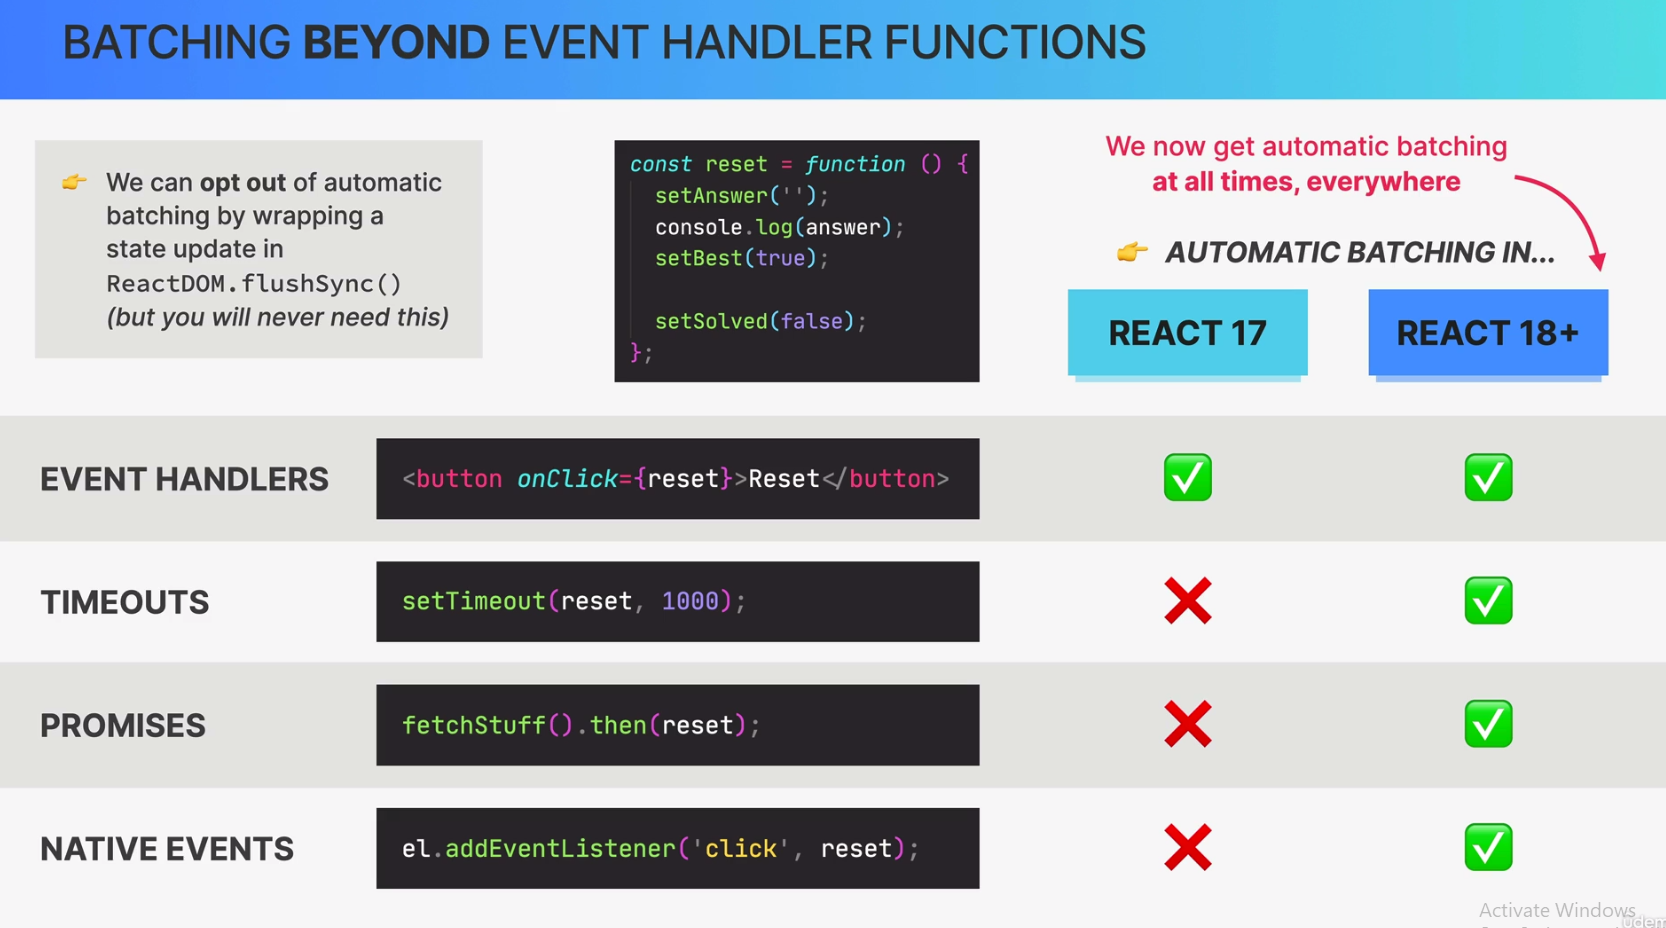 BATCHING BEYOND EVENT HANDLER FUNCTIONS
We can opt out of automatic
batching by wrapping a
state update in
ReactDOM.flushSync()
(but you will never need this)
const reset = function () {
setAnswer('');
console.log(answer);
setBest(true);
setSolved(false);
};
We now get automatic batching
at all times, everywhere
AUTOMATIC BATCHING IN...
REACT 17
REACT 18+
EVENT HANDLERS
<button onClick={reset}>Reset</button>
TIMEOUTS
setTimeout(reset, 1000);
PROMISES
fetchStuff().then(reset);
NATIVE EVENTS
el.addEventListener('click', reset);
Activate Windows